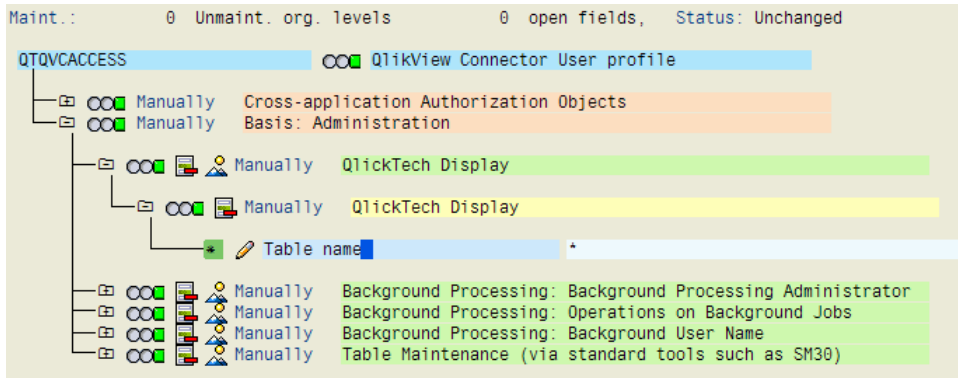 Maint.: 0 Unmaint. org. levels 0 open fields, Status: Unchanged
QTQVCACCESS QlikView Connector User profile
Manually Cross-application Authorization Objects
Manually Basis: Administration
Manually QlickTech Display
Manually QlickTech Display
* Table name *
Manually Background Processing: Background Processing Administrator
Manually Background Processing: Operations on Background Jobs
Manually Background Processing: Background User Name
Manually Table Maintenance (via standard tools such as SM30)